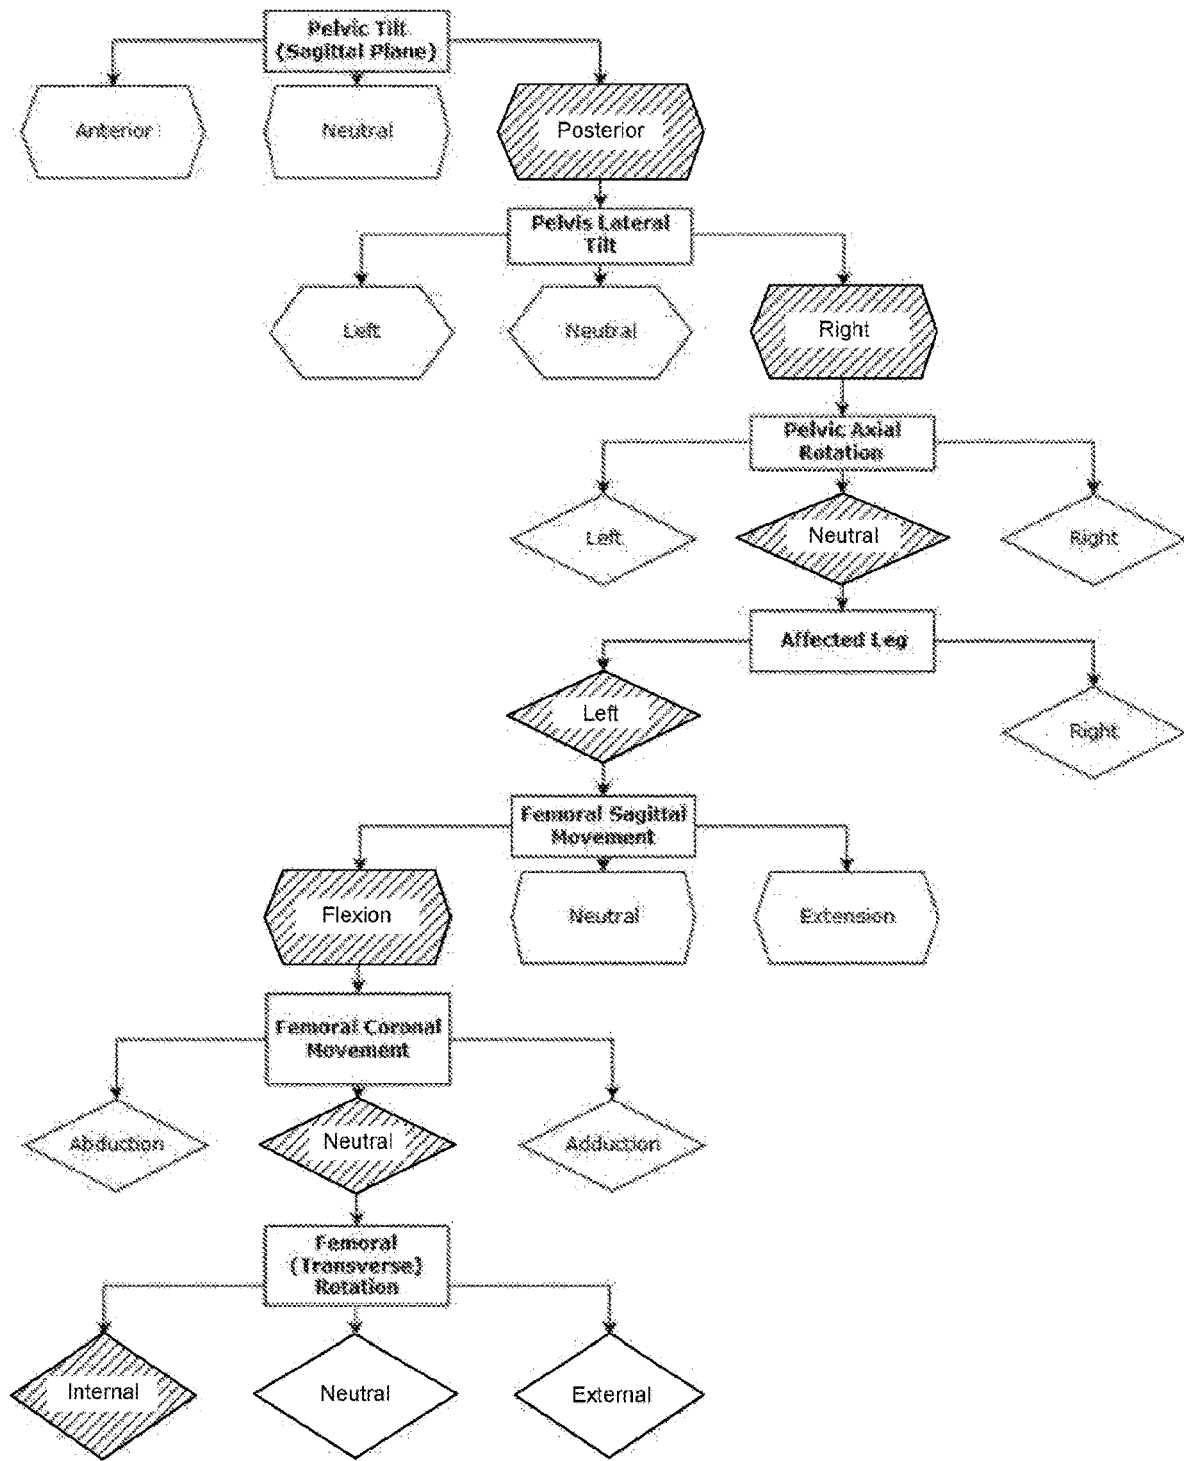 Pelvic Tilt
(Sagittal Plane)
Anterior
Neutral
Posterior
Pelvis Lateral
Tilt
Left
Neutral
Right
Pelvic Axial
Rotation
Left
Neutral
Right
Affected Leg
Left
Right
Femoral Sagittal
Movement
Flexion
Neutral
Extension
Femoral Coronal
Movement
Abduction
Neutral
Adduction
Femoral
(Transverse)
Rotation
Internal
Neutral
External